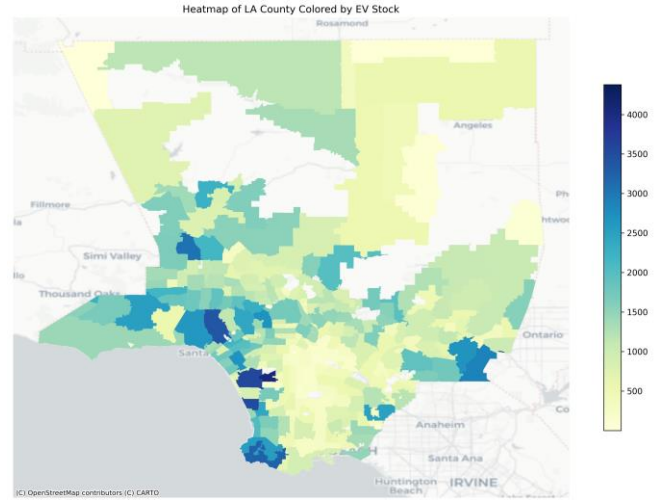 Heatmap of LA County Colored by EV Stock
Rosamond
Angeles
Fillmore
Simi Valley
Thousand Oaks
Santa
Ontario
Anaheim
Santa Ana
Huntington
Beach
IRVINE
4000
3500
3000
2500
2000
1500
1000
500
(C) OpenStreetMap contributors (C) CARTO